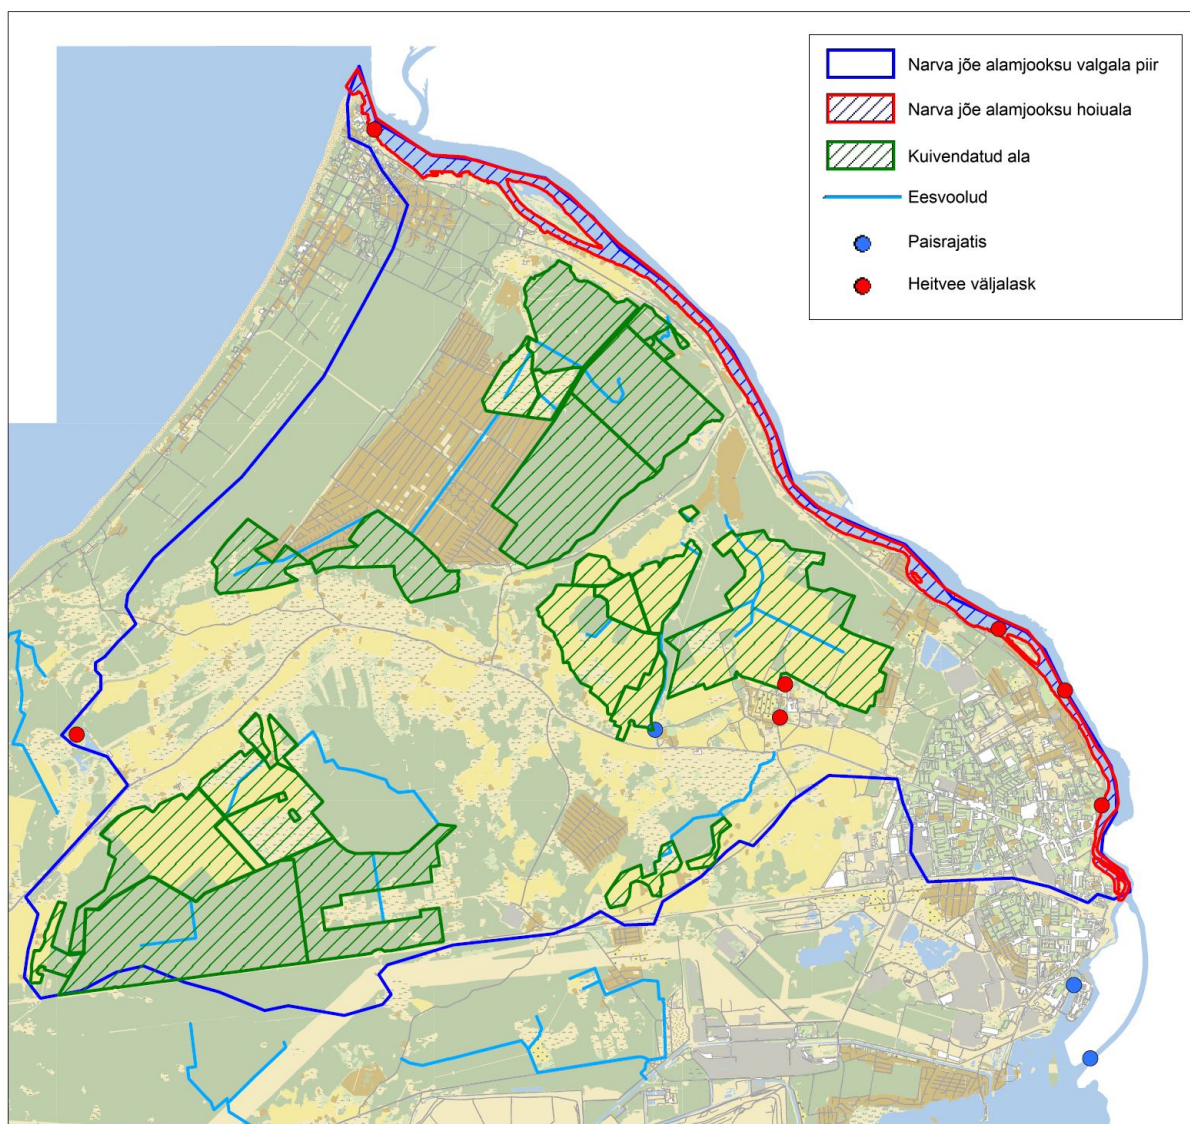 Narva jõe alamjooksu valgala piir
Narva jõe alamjooksu hoiuala
Kuivendatud ala
Eesvoolud
Paisrajatis
Heitvee väljalask